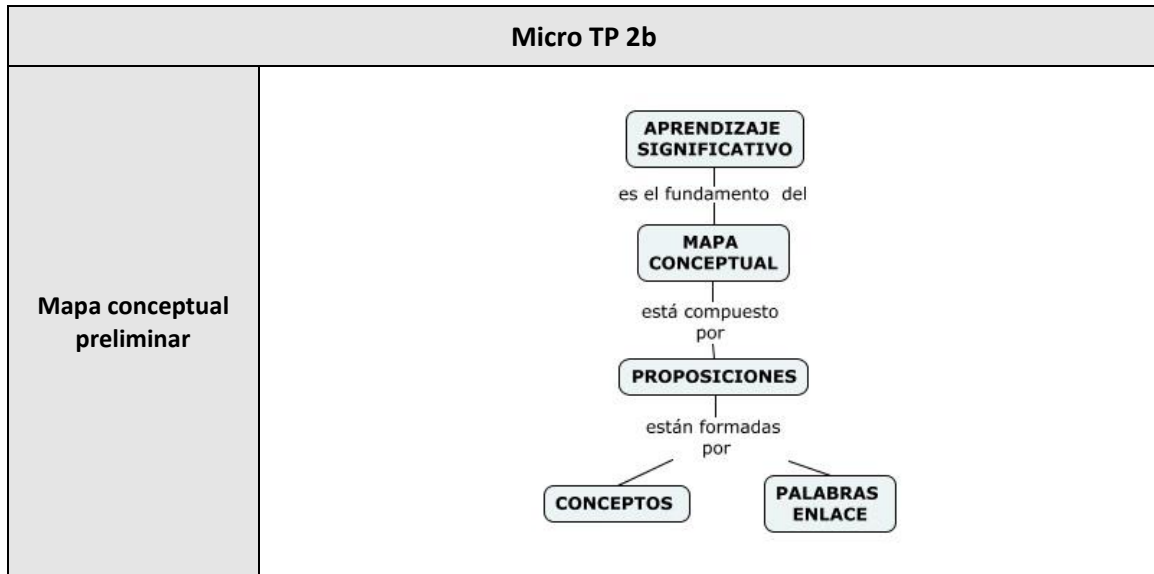 Micro TP 2b
Mapa conceptual
preliminar
APRENDIZAJE
SIGNIFICATIVO
es el fundamento del
MAPA
CONCEPTUAL
está compuesto
por
PROPOSICIONES
están formadas
por
CONCEPTOS
PALABRAS
ENLACE